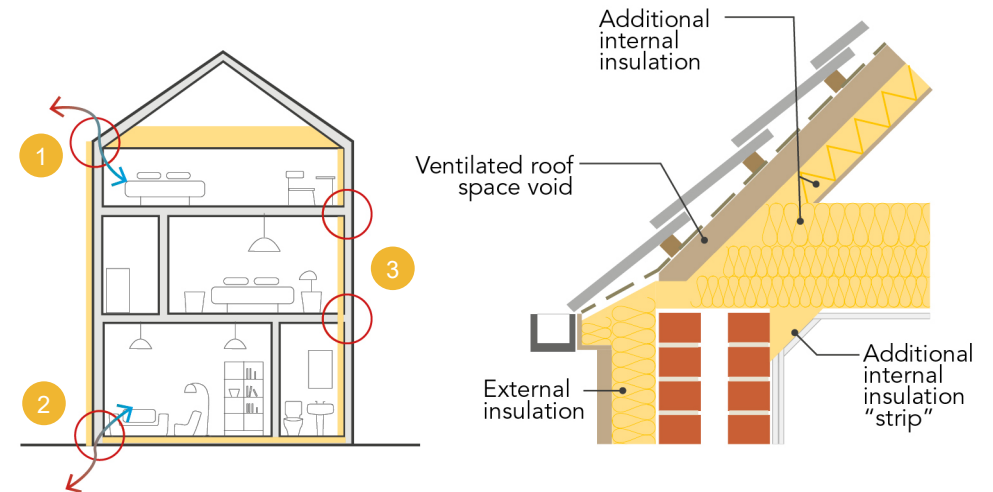 1
2
3
Additional
internal
insulation
Ventilated roof
space void
External
insulation
Additional
internal
insulation
“strip”